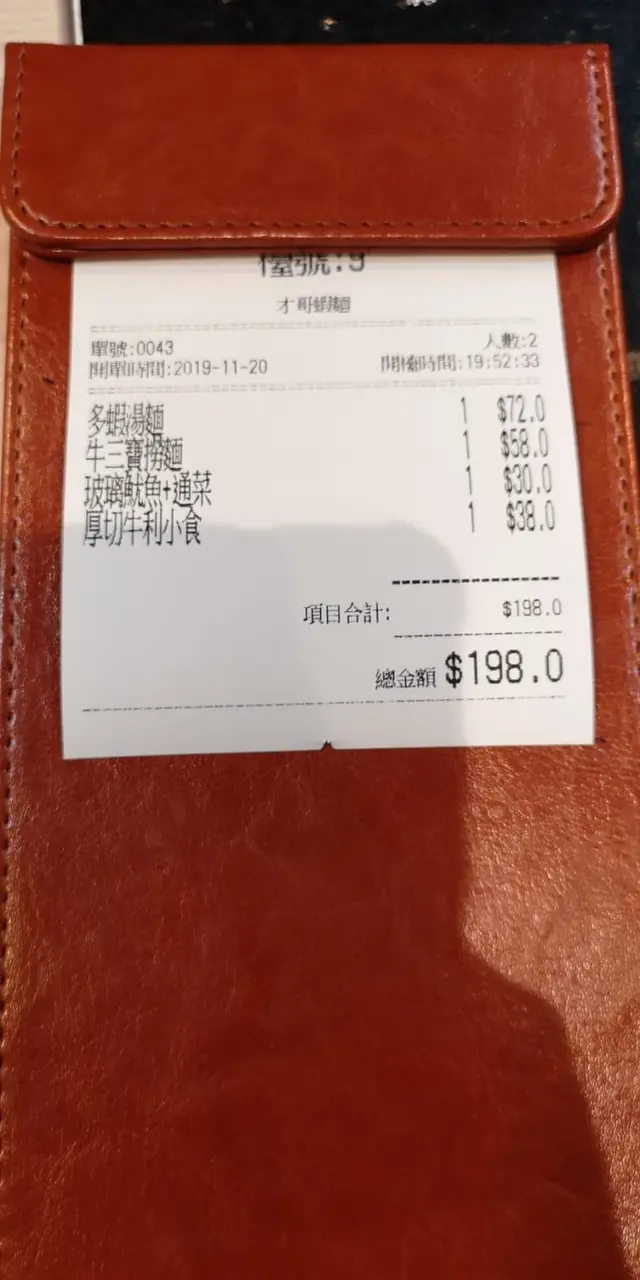 檯號:9
才哥蝦麵
單號:0043 人數:2
開單時間:2019-11-20 開檯時間:19:52:33
多蝦湯麵 1 $72.0
牛三寶撈麵 1 $58.0
玻璃魷魚+通菜 1 $30.0
厚切牛利小食 1 $38.0
項目合計: $198.0
總金額 $198.0